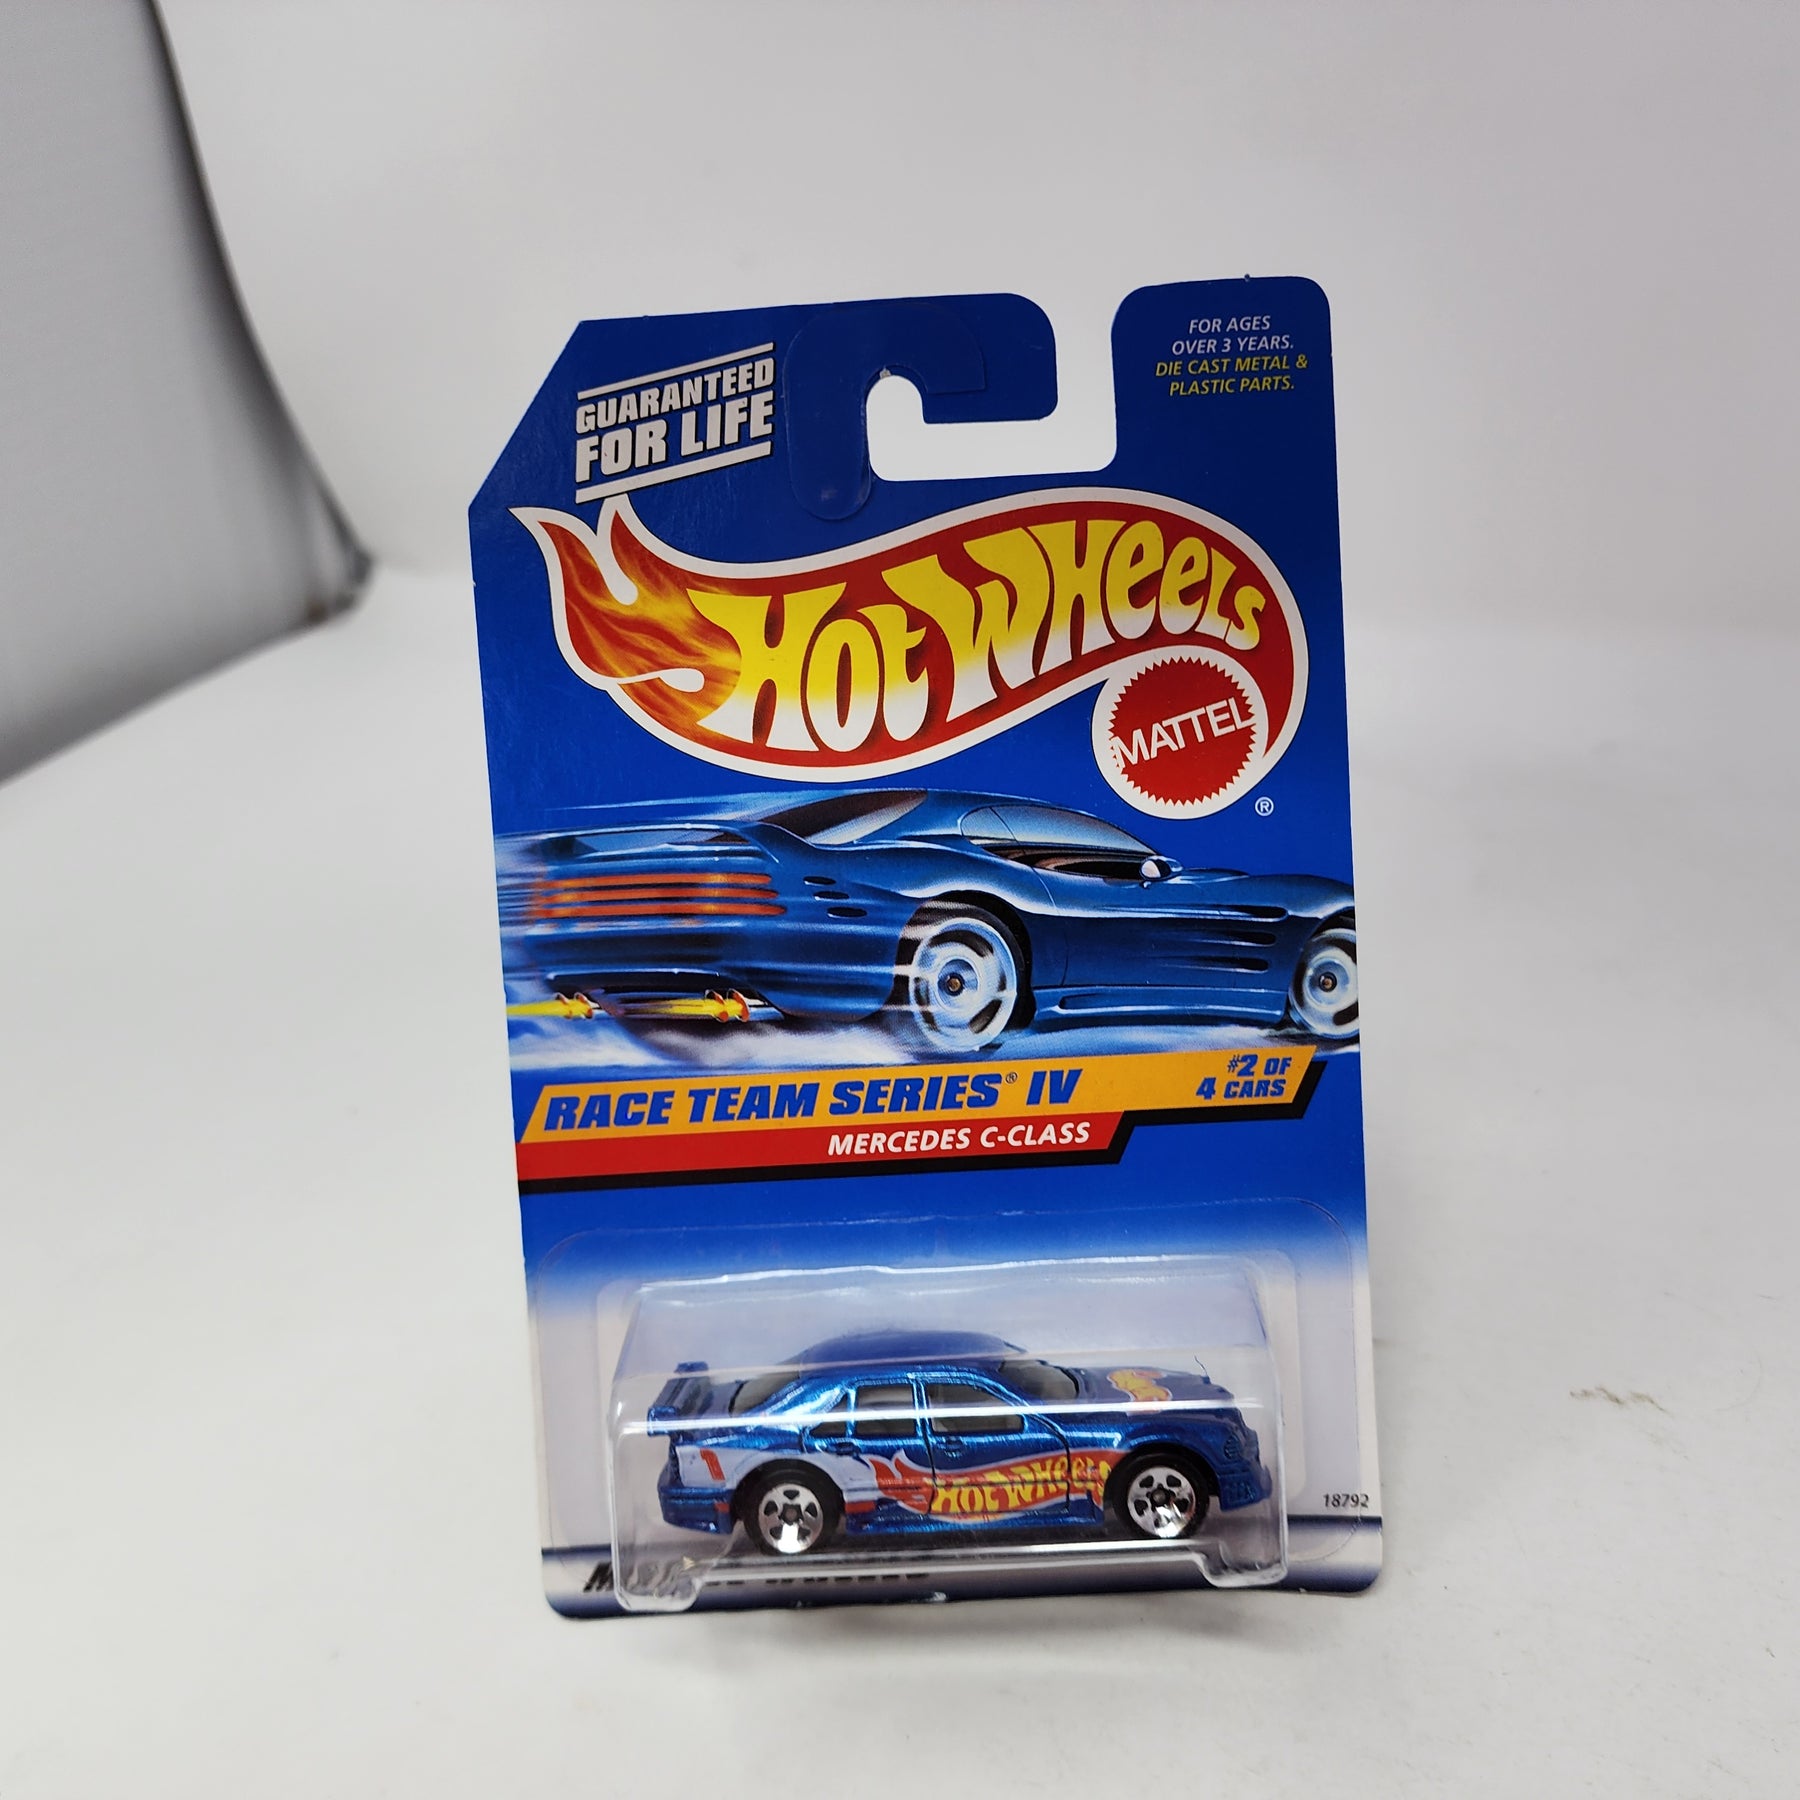 GUARANTEED
FOR LIFE
FOR AGES
OVER 3 YEARS.
DIE CAST METAL &
PLASTIC PARTS.
HOT WHEELS
MATTEL
®
RACE TEAM SERIES® IV
#2 OF
4 CARS
MERCEDES C-CLASS
HOT WHEELS
1
18792